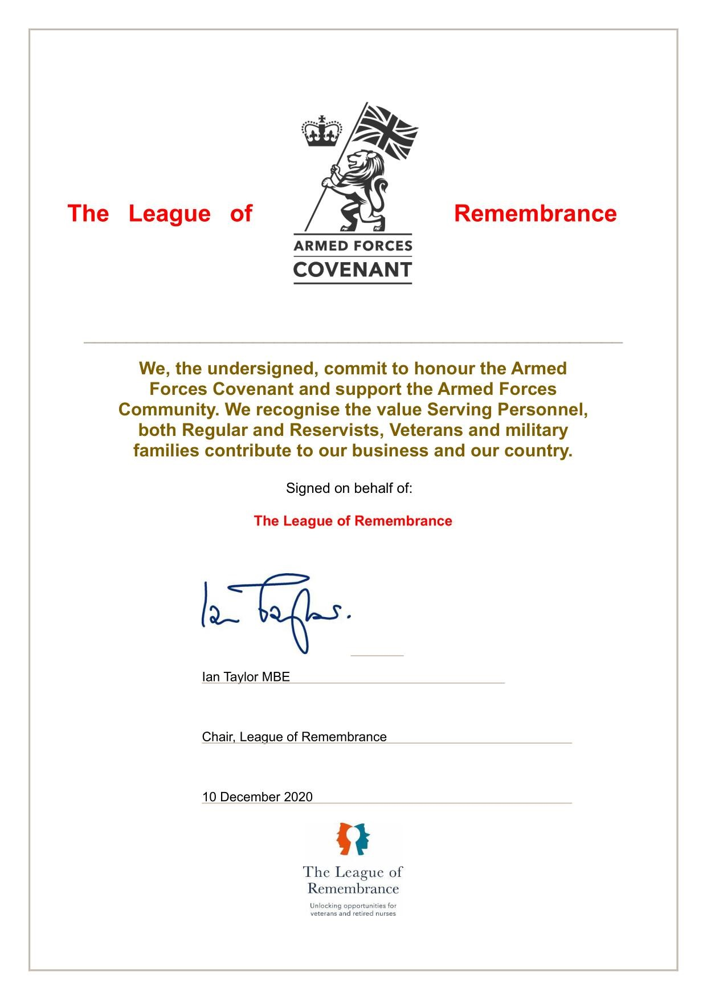 The League of Remembrance
ARMED FORCES
COVENANT
We, the undersigned, commit to honour the Armed
Forces Covenant and support the Armed Forces
Community. We recognise the value Serving Personnel,
both Regular and Reservists, Veterans and military
families contribute to our business and our country.
Signed on behalf of:
The League of Remembrance
Ian Taylor.
Ian Taylor MBE
Chair, League of Remembrance
10 December 2020
The League of
Remembrance
Unlocking opportunities for
veterans and retired nurses